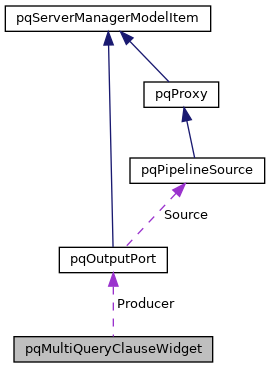 pqServerManagerModelItem
pqProxy
pqPipelineSource
Source
pqOutputPort
Producer
pqMultiQueryClauseWidget